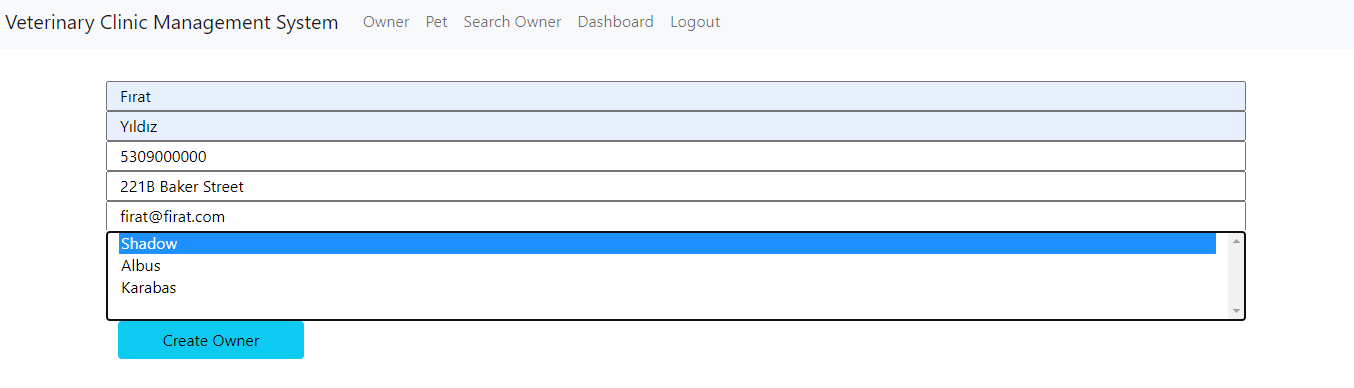 Veterinary Clinic Management System Owner Pet Search Owner Dashboard Logout
Fırat
Yıldız
5309000000
221B Baker Street
firat@firat.com
Shadow
Albus
Karabas
Create Owner